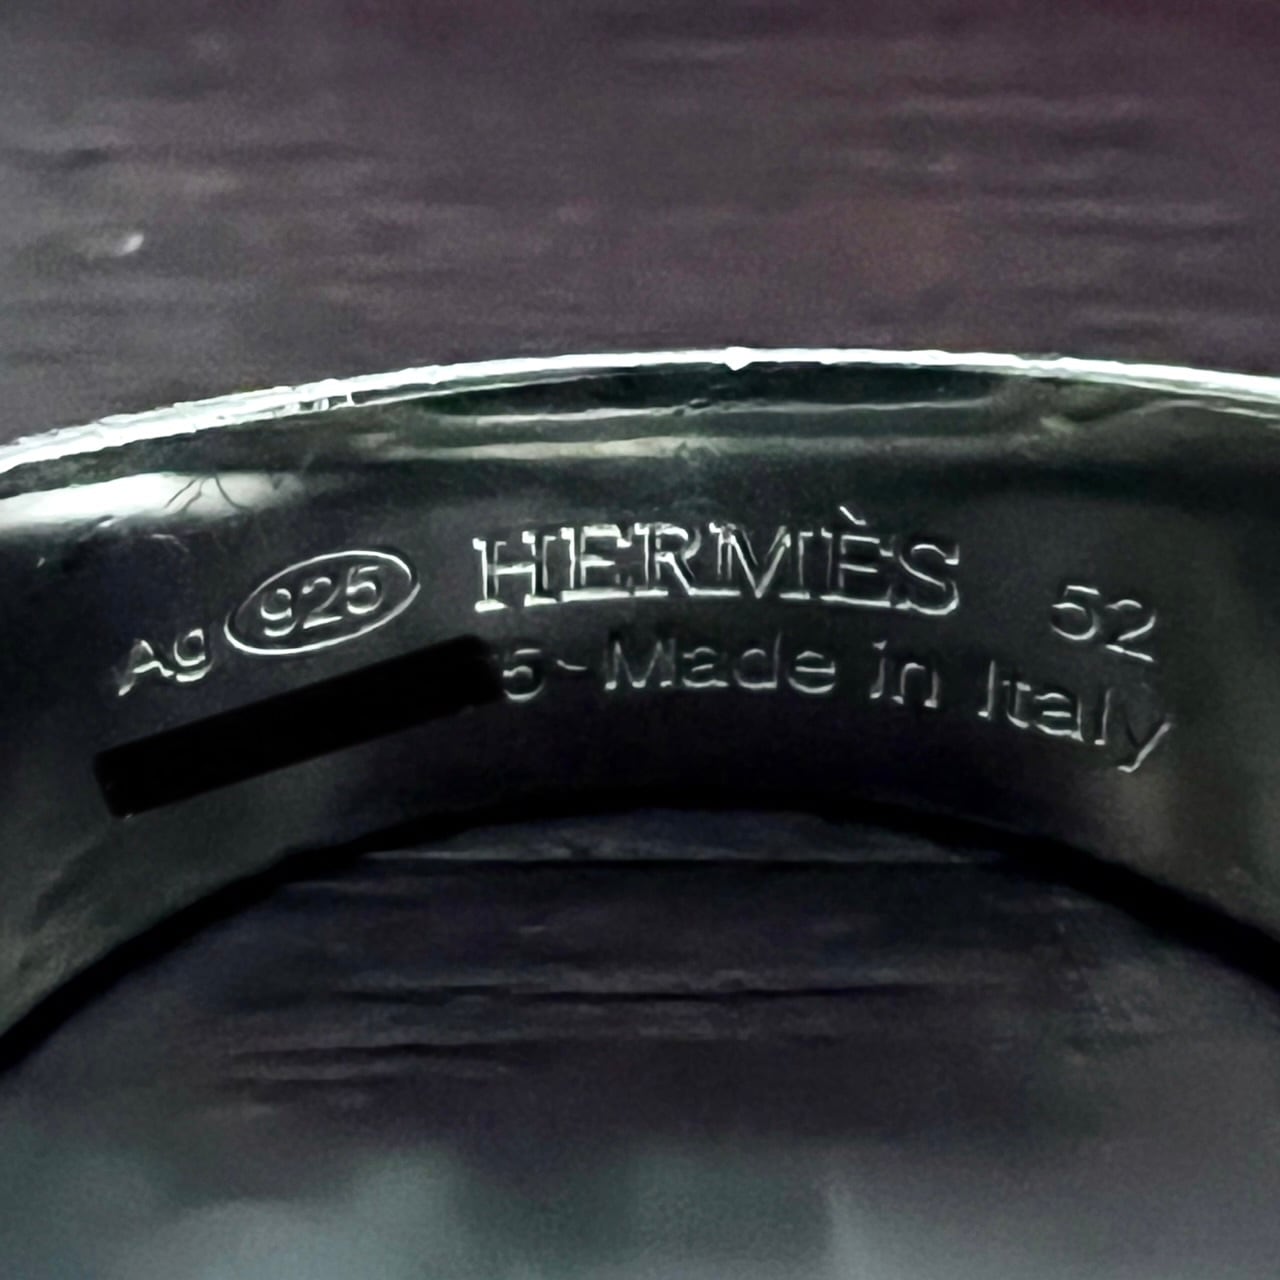 Ag 925 HERMÈS 52
5-Made in Italy